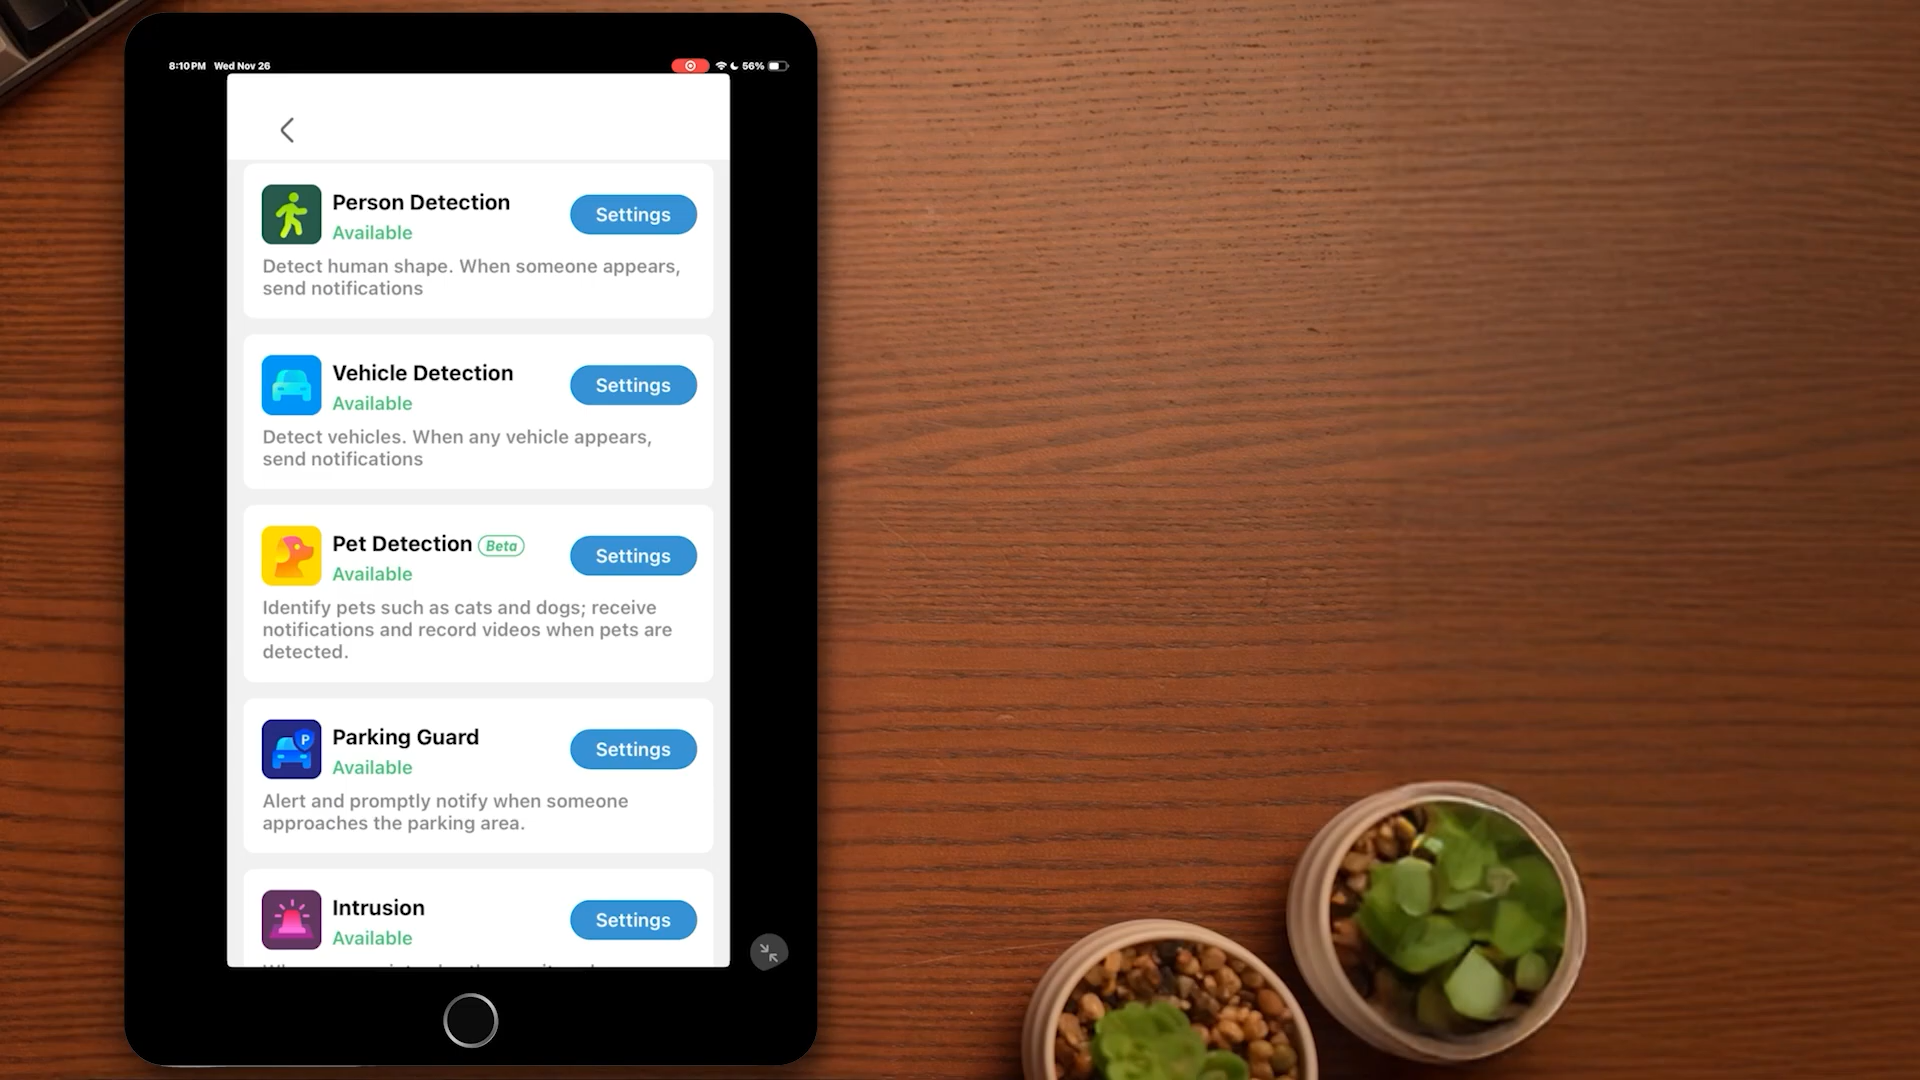 8:10 PM Wed Nov 26
56%
Person Detection
Available
Settings
Detect human shape. When someone appears,
send notifications
Vehicle Detection
Available
Settings
Detect vehicles. When any vehicle appears,
send notifications
Pet Detection Beta
Available
Settings
Identify pets such as cats and dogs; receive
notifications and record videos when pets are
detected.
P
Parking Guard
Available
Settings
Alert and promptly notify when someone
approaches the parking area.
Intrusion
Available
Settings